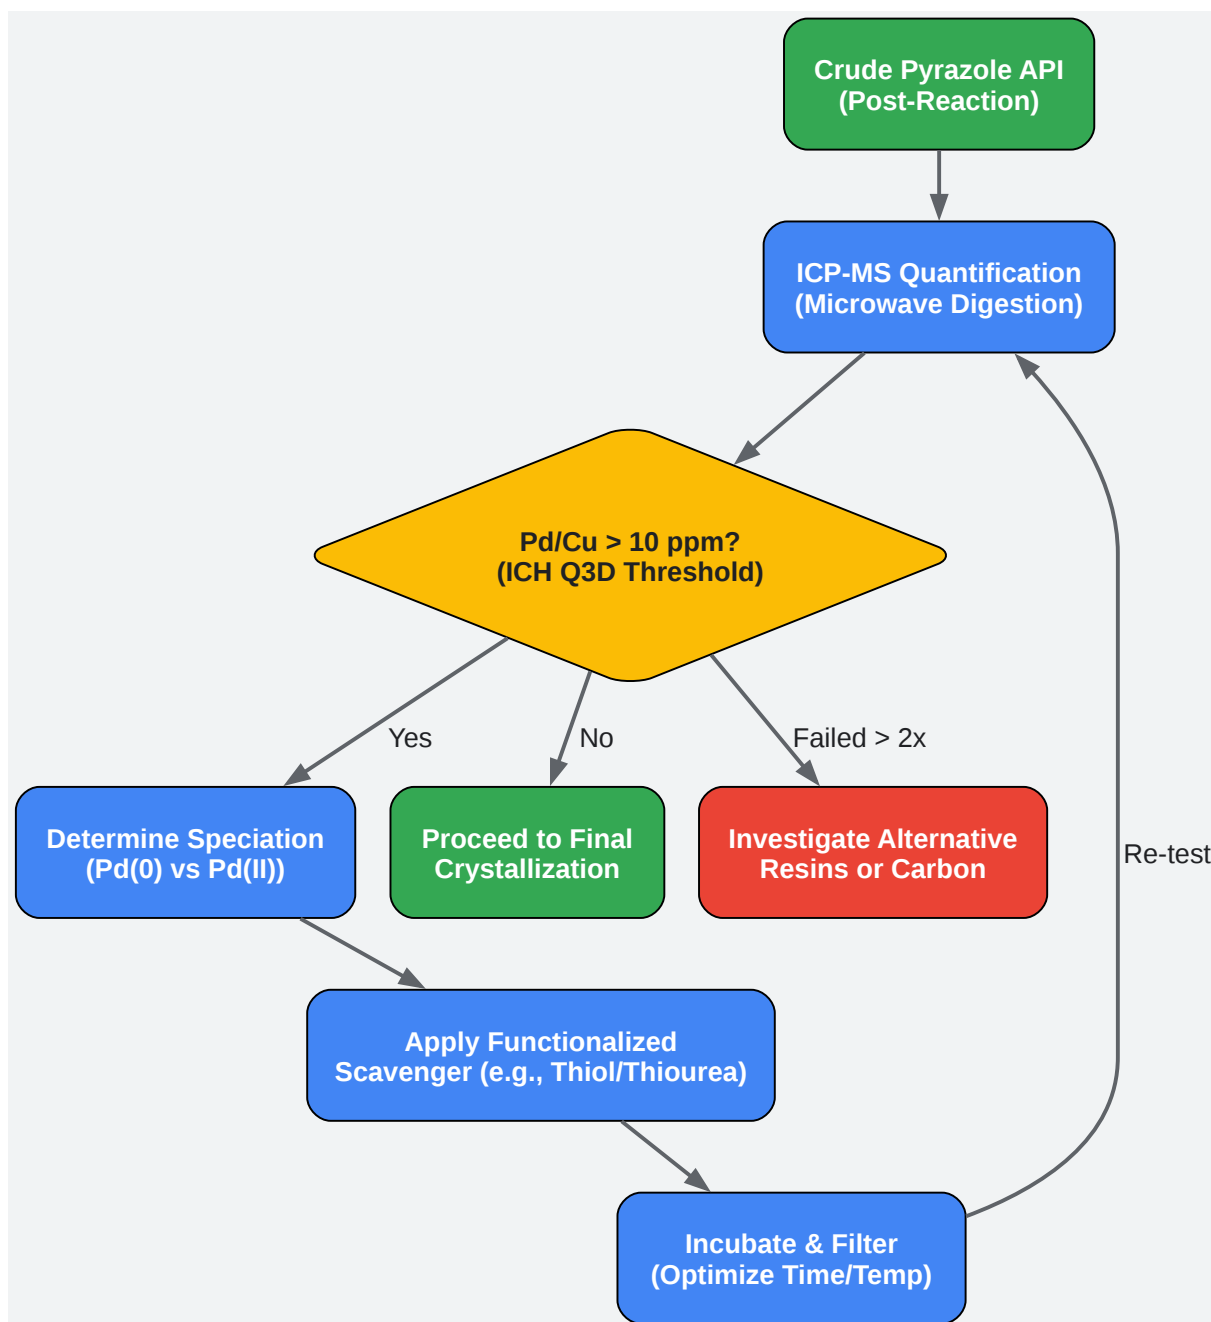 Crude Pyrazole API
(Post-Reaction)
ICP-MS Quantification
(Microwave Digestion)
Pd/Cu > 10 ppm?
(ICH Q3D Threshold)
Yes
No
Failed > 2x
Determine Speciation
(Pd(0) vs Pd(II))
Proceed to Final
Crystallization
Investigate Alternative
Resins or Carbon
Re-test
Apply Functionalized
Scavenger (e.g., Thiol/Thiourea)
Incubate & Filter
(Optimize Time/Temp)